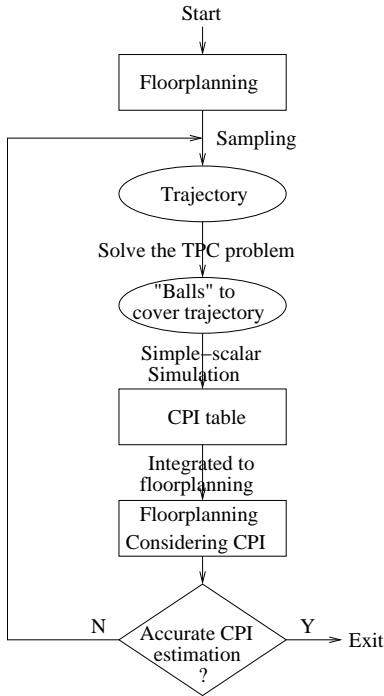 Start
Floorplanning
Sampling
Trajectory
Solve the TPC problem
"Balls" to
cover trajectory
Simple−scalar
Simulation
CPI table
Integrated to
floorplanning
Floorplanning
Considering CPI
N
Y
Accurate CPI
Exit
estimation
?